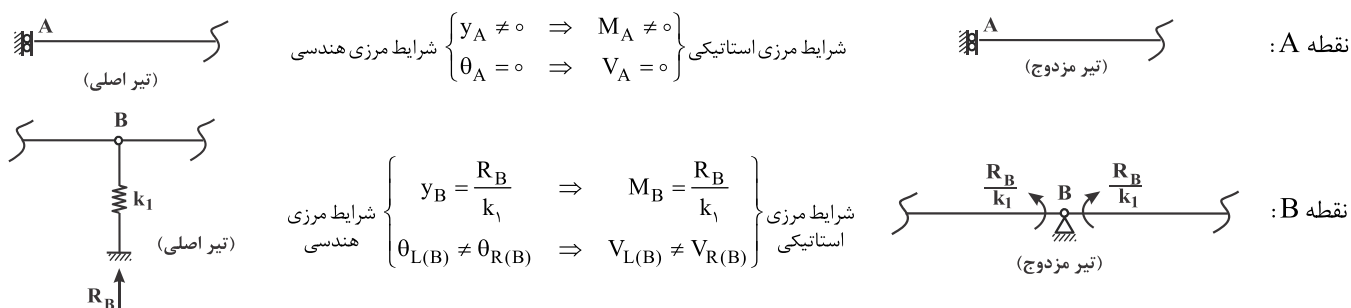 نقطه A :
A
(تیر مزدوج)
شرایط مرزی استاتیکی
y_A ≠ ∘ ⇒ M_A ≠ ∘
θ_A = ∘ ⇒ V_A = ∘
شرایط مرزی هندسی
A
(تیر اصلی)
نقطه B :
R_B/k_1 B R_B/k_1
(تیر مزدوج)
شرایط مرزی
استاتیکی
y_B = R_B/k_۱ ⇒ M_B = R_B/k_۱
θ_L(B) ≠ θ_R(B) ⇒ V_L(B) ≠ V_R(B)
شرایط مرزی
هندسی
B
k_1
(تیر اصلی)
R_B